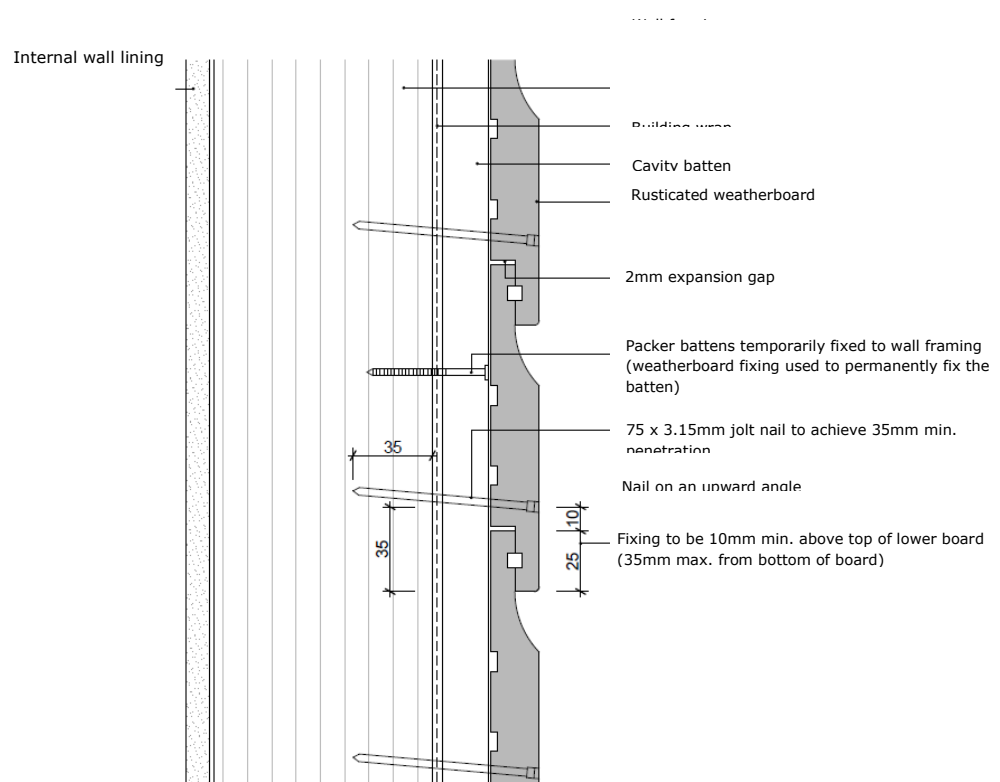 Internal wall lining
Building wrap
Cavity batten
Rusticated weatherboard
2mm expansion gap
Packer battens temporarily fixed to wall framing
(weatherboard fixing used to permanently fix the
batten)
75 x 3.15mm jolt nail to achieve 35mm min.
penetration
35
Nail on an upward angle
10
35
Fixing to be 10mm min. above top of lower board
(35mm max. from bottom of board)
25